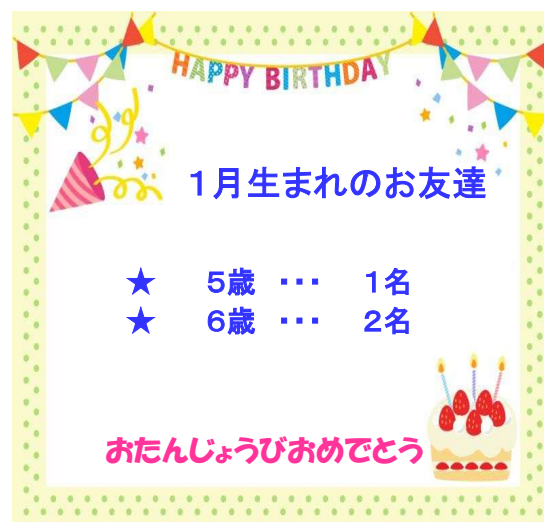 HAPPY BIRTHDAY
1月生まれのお友達
★ 5歳 ・・・ 1名
★ 6歳 ・・・ 2名
おたんじょうびおめでとう